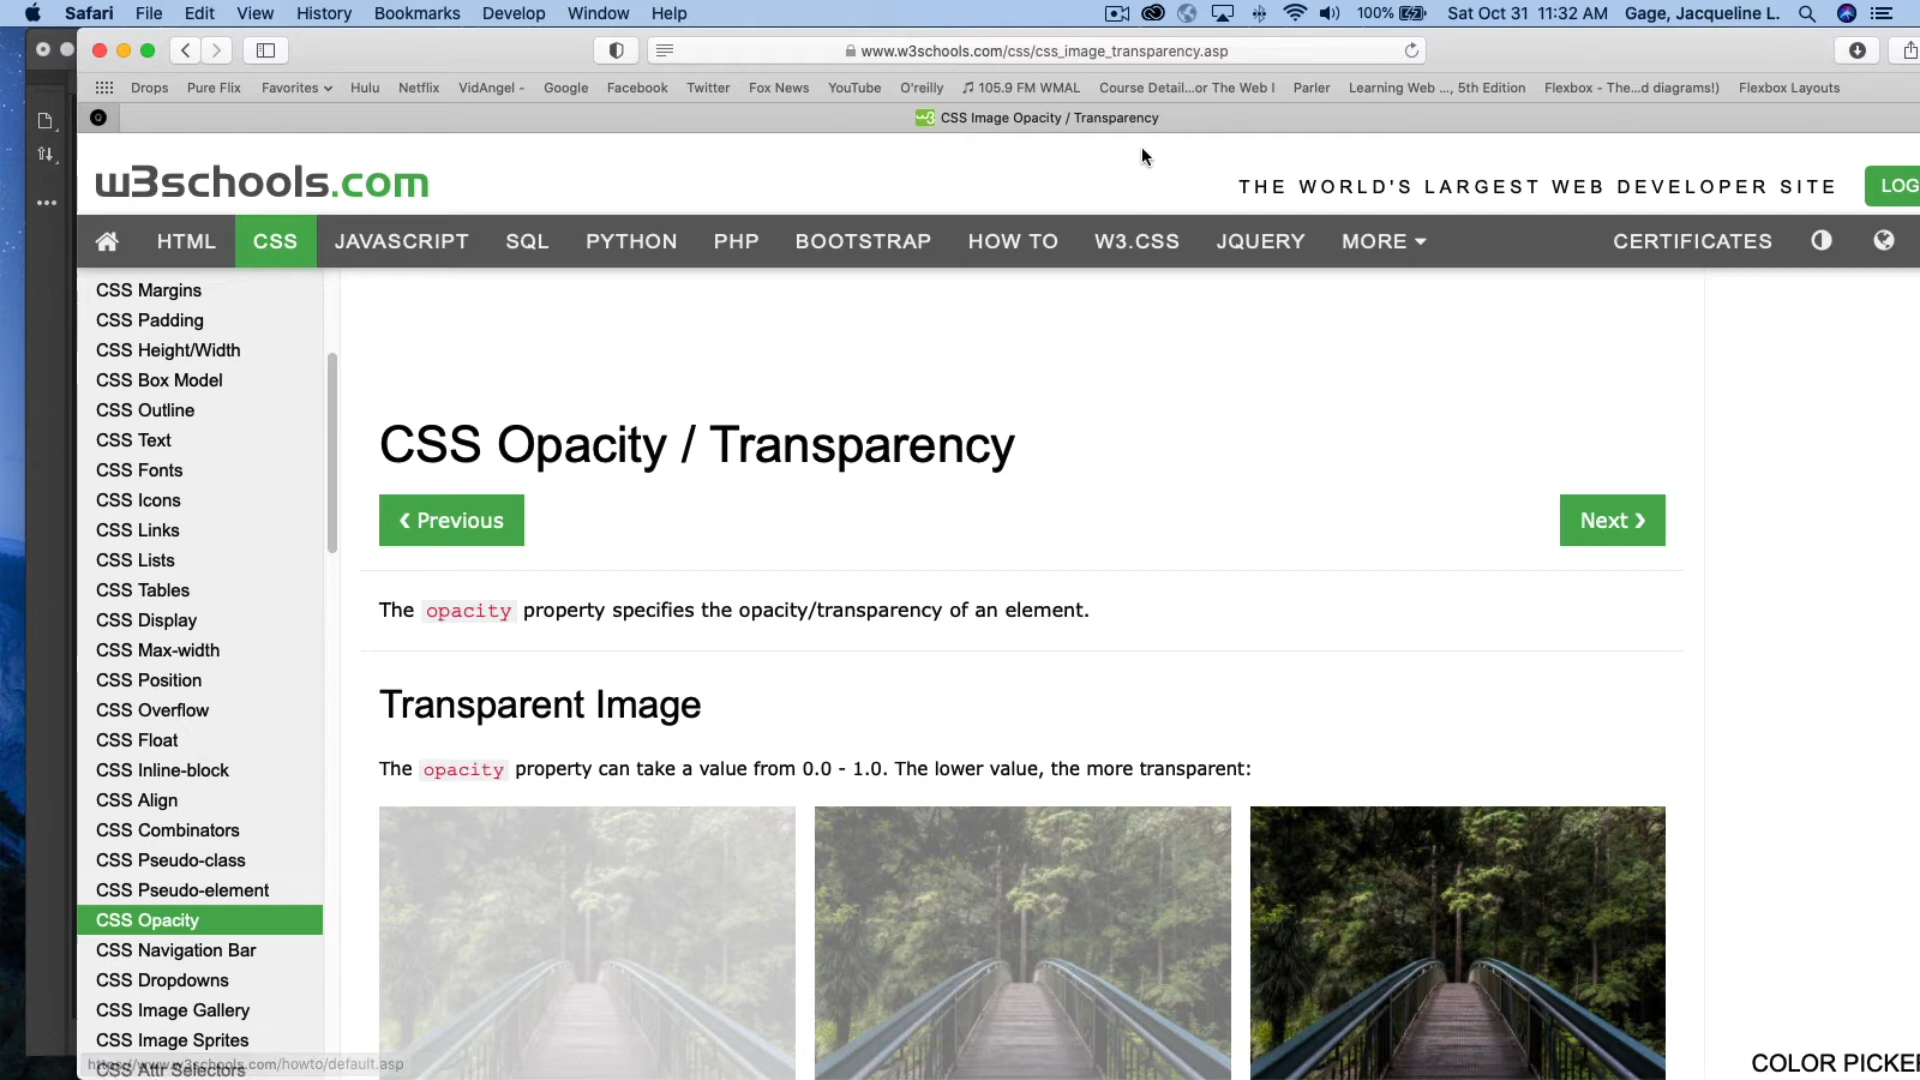 Safari File Edit View History Bookmarks Develop Window Help 100% Sat Oct 31 11:32 AM Gage, Jacqueline L.
www.w3schools.com/css/css_image_transparency.asp
Drops Pure Flix Favorites Hulu Netflix VidAngel - Google Facebook Twitter Fox News YouTube O'reilly 🎵 105.9 FM WMAL Course Detail...or The Web I Parler Learning Web ..., 5th Edition Flexbox - The...d diagrams!) Flexbox Layouts
CSS Image Opacity / Transparency
w3schools.com
THE WORLD'S LARGEST WEB DEVELOPER SITE
LOG
HTML CSS JAVASCRIPT SQL PYTHON PHP BOOTSTRAP HOW TO W3.CSS JQUERY MORE CERTIFICATES
CSS Margins
CSS Padding
CSS Height/Width
CSS Box Model
CSS Outline
CSS Text
CSS Fonts
CSS Icons
CSS Links
CSS Lists
CSS Tables
CSS Display
CSS Max-width
CSS Position
CSS Overflow
CSS Float
CSS Inline-block
CSS Align
CSS Combinators
CSS Pseudo-class
CSS Pseudo-element
CSS Opacity
CSS Navigation Bar
CSS Dropdowns
CSS Image Gallery
CSS Image Sprites
CSS Attr Selectors
https://www.w3schools.com/howto/default.asp
CSS Opacity / Transparency
❮ Previous
Next ❯
The opacity property specifies the opacity/transparency of an element.
Transparent Image
The opacity property can take a value from 0.0 - 1.0. The lower value, the more transparent:
COLOR PICKER